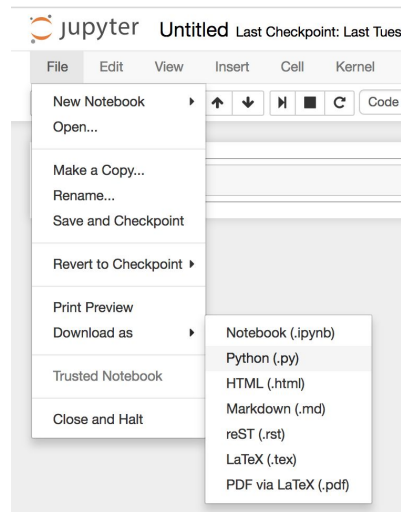 jupyter Untitled Last Checkpoint: Last Tues
File Edit View Insert Cell Kernel
Code
New Notebook
Open...
Make a Copy...
Rename...
Save and Checkpoint
Revert to Checkpoint
Print Preview
Download as
Trusted Notebook
Close and Halt
Notebook (.ipynb)
Python (.py)
HTML (.html)
Markdown (.md)
reST (.rst)
LaTeX (.tex)
PDF via LaTeX (.pdf)